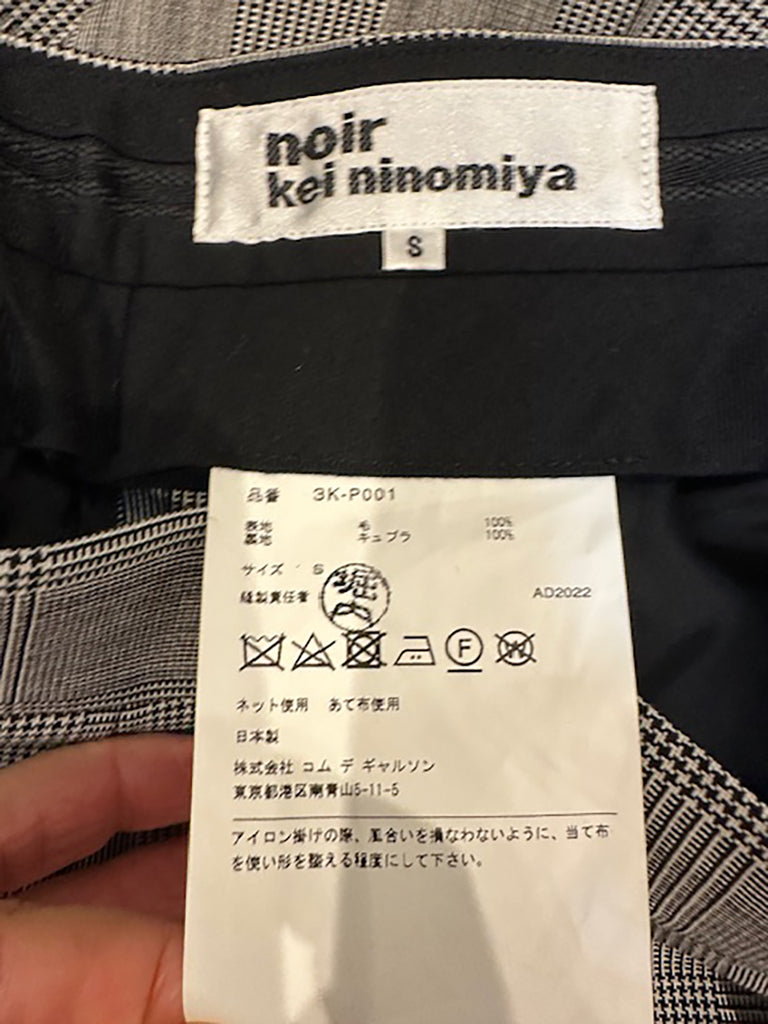 noir
kei ninomiya
S
品番 3K-P001
表地 毛 100%
裏地 キュプラ 100%
サイズ : S
縫製責任者
AD2022
F
W
ネット使用 あて布使用
日本製
株式会社 コム デ ギャルソン
東京都港区南青山5-11-5
アイロン掛けの際、風合いを損なわないように、当て布
を使い形を整える程度にして下さい。